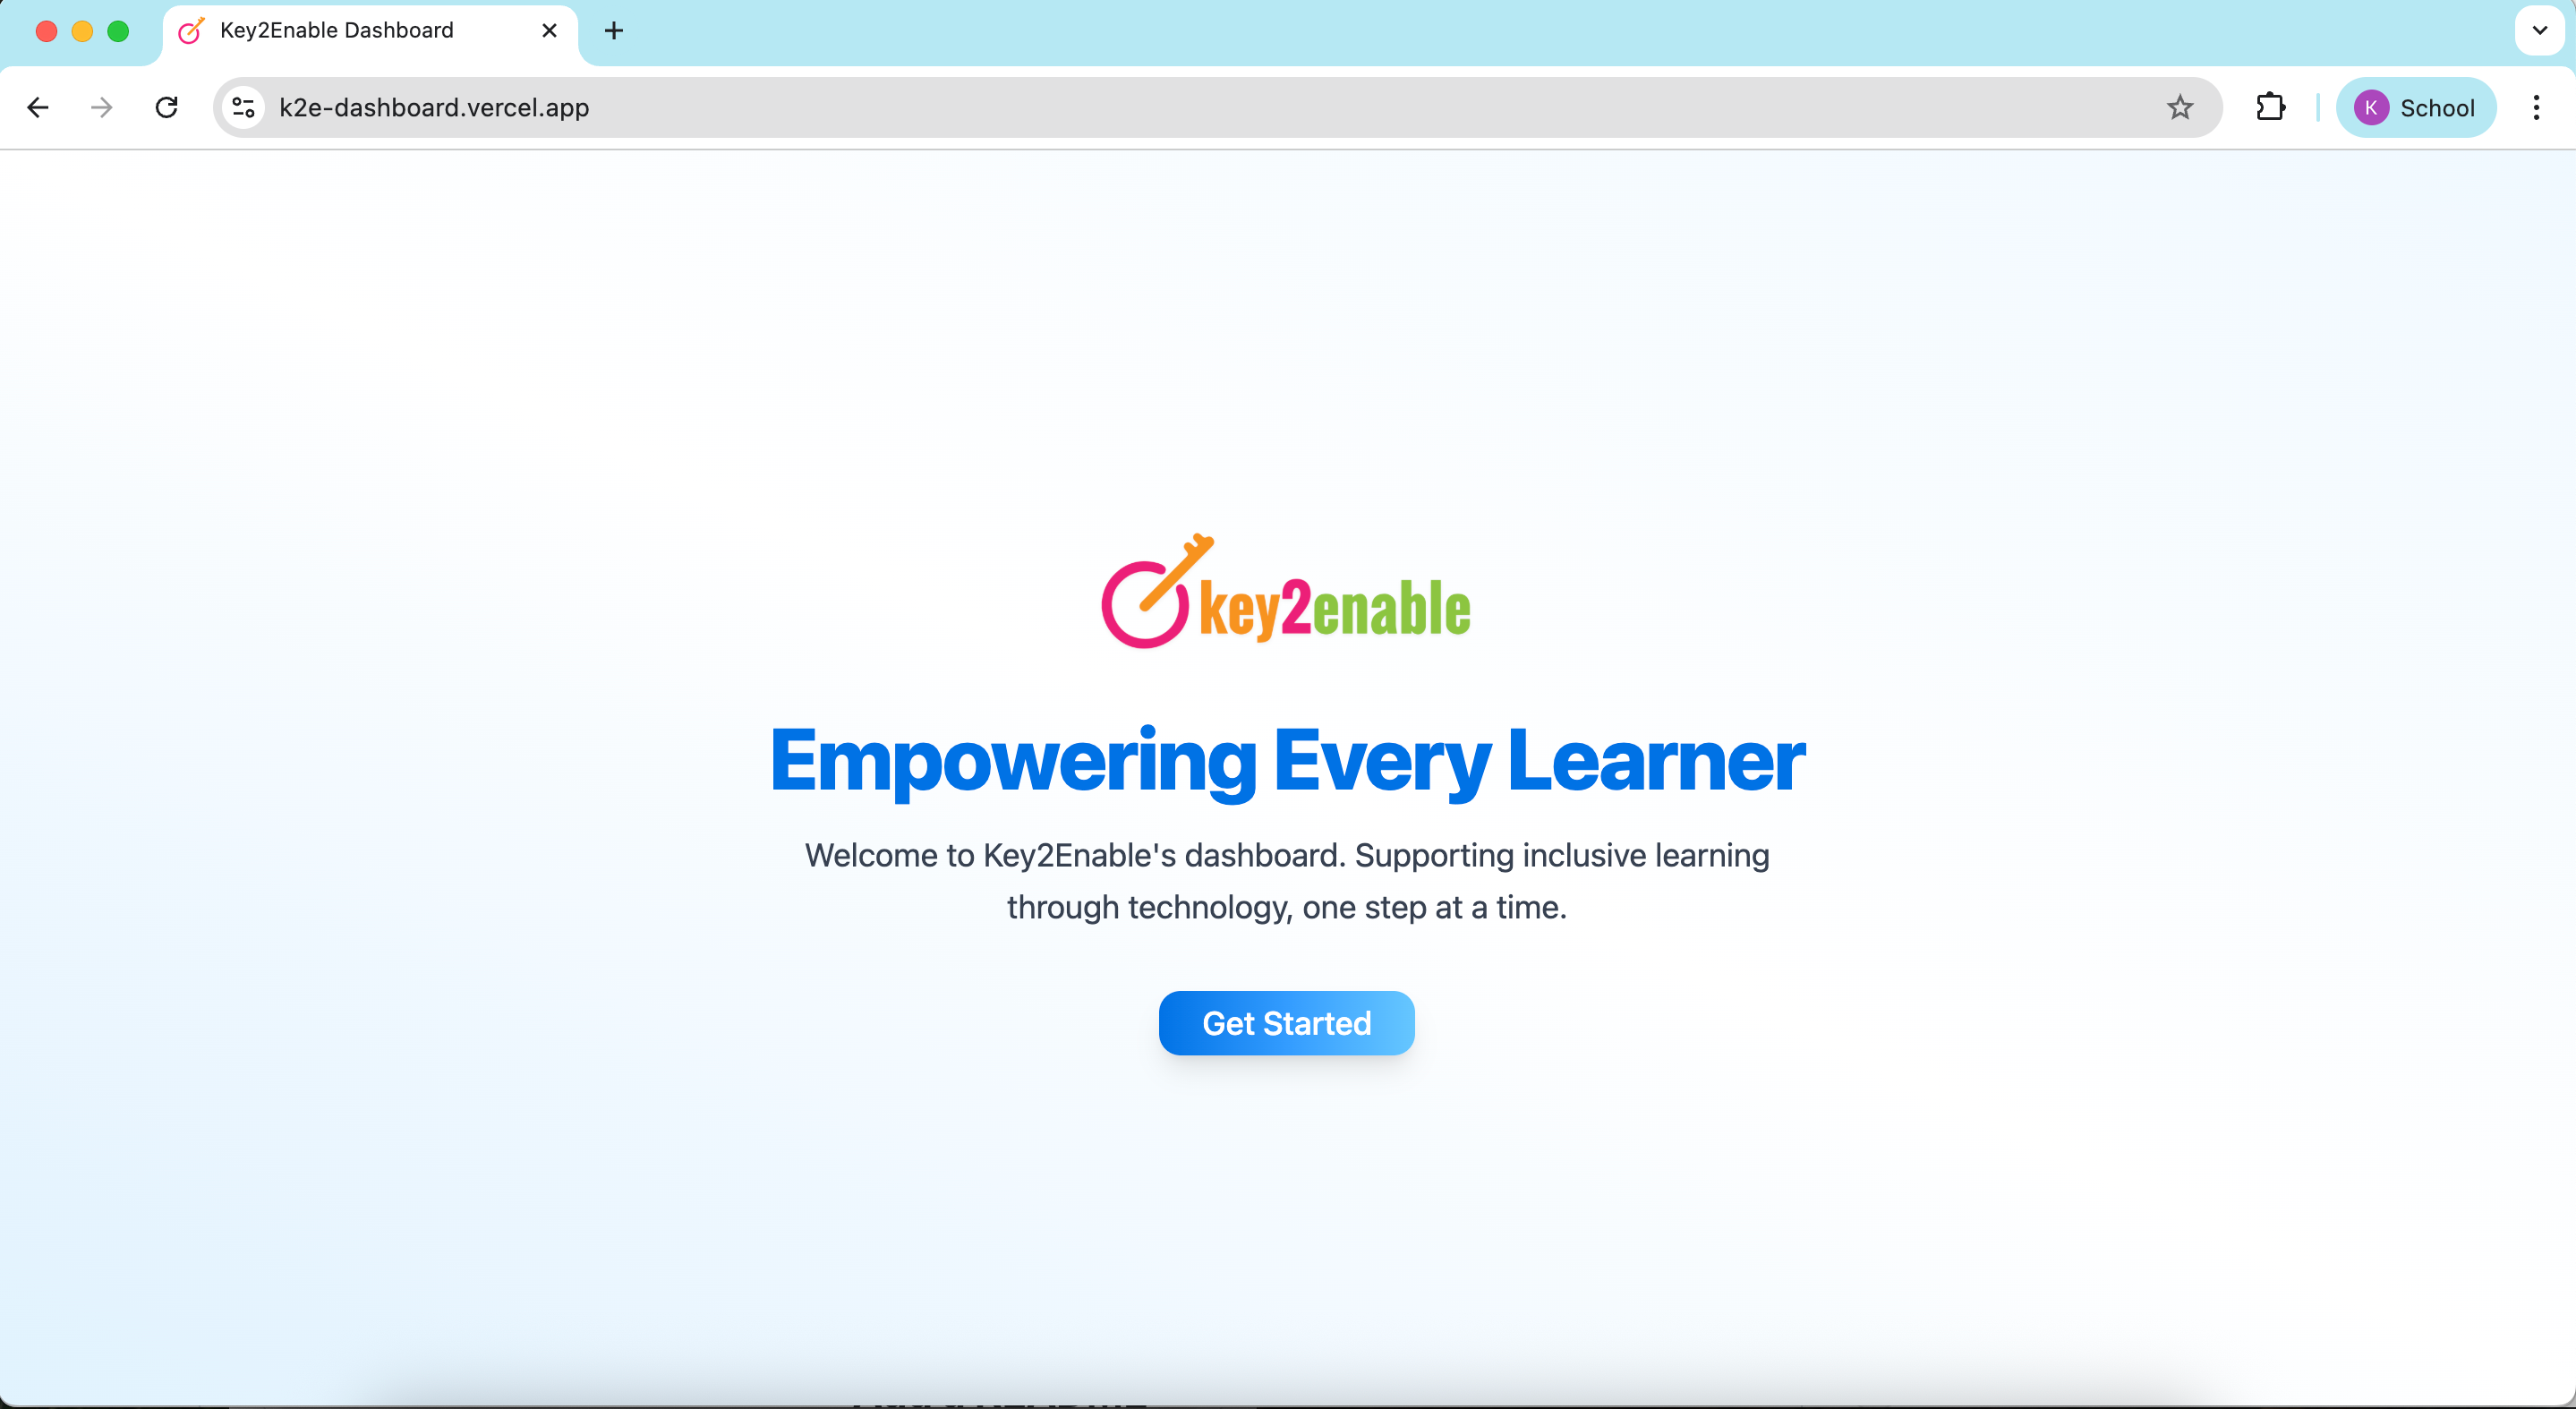 Key2Enable Dashboard
k2e-dashboard.vercel.app
K School
key2enable
Empowering Every Learner
Welcome to Key2Enable's dashboard. Supporting inclusive learning
through technology, one step at a time.
Get Started